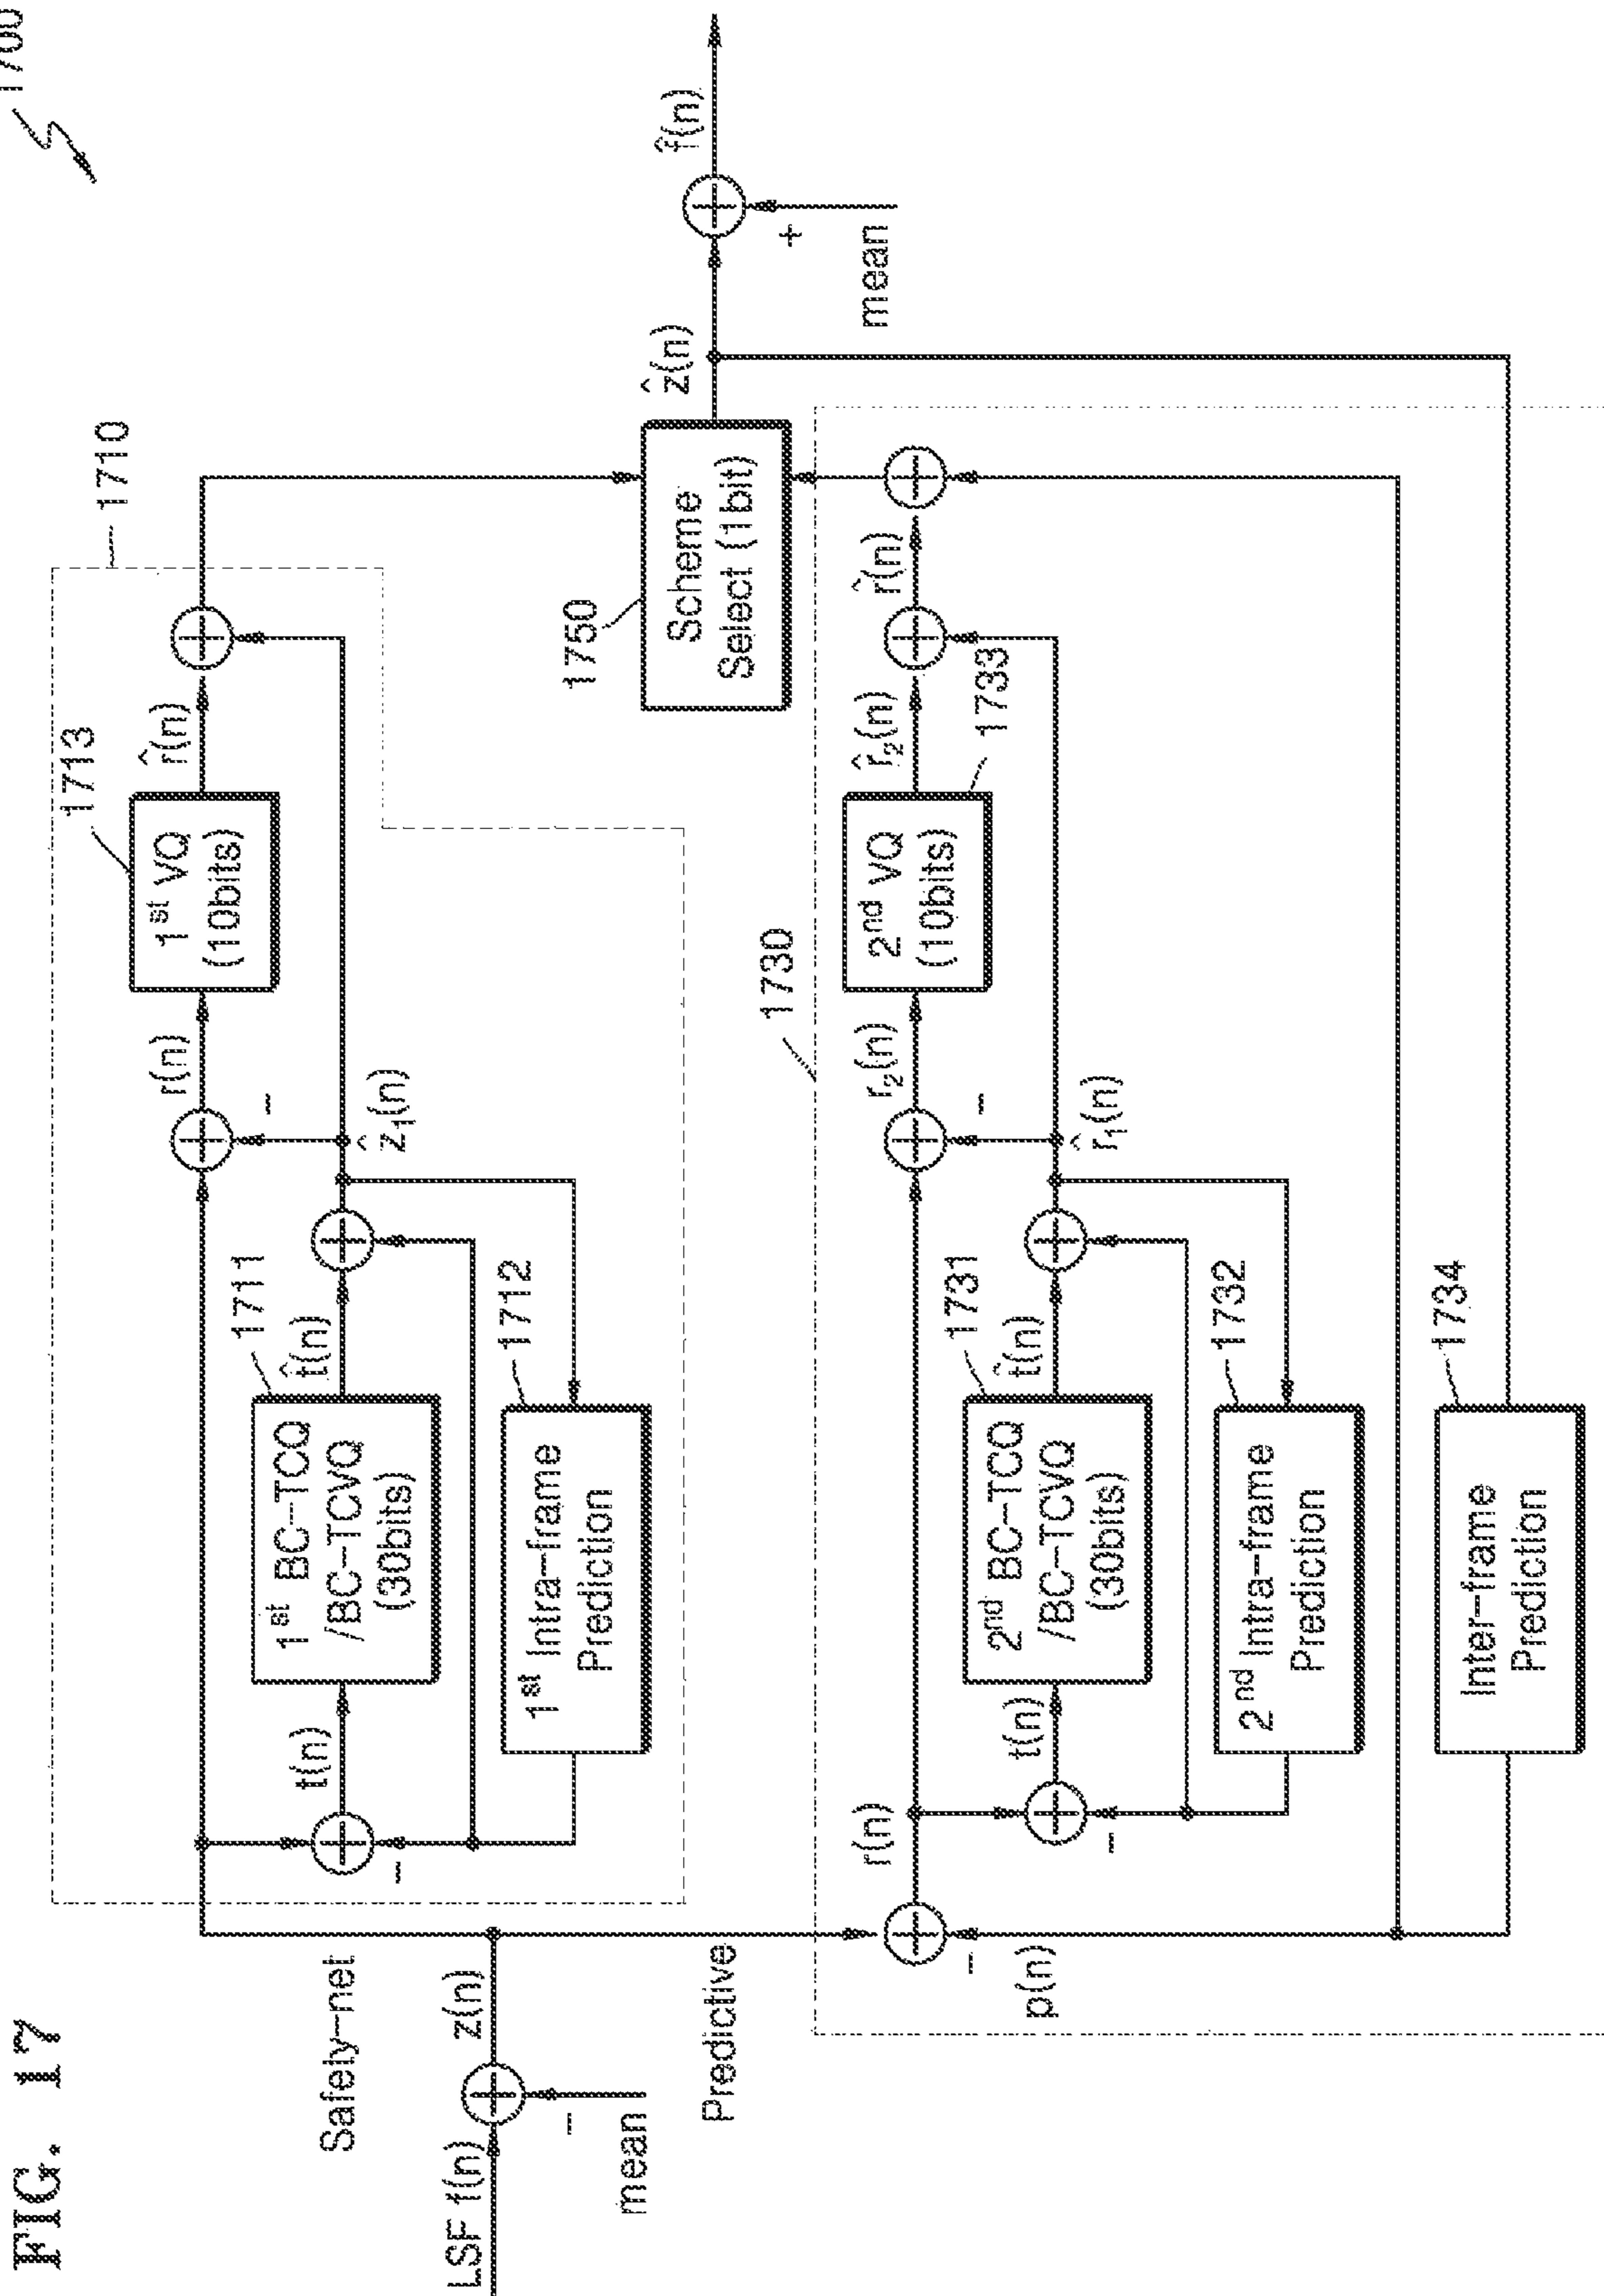 FIG. 17
1700
LSF f(n)
mean
−
z(n)
Safety-net
Predictive
1710
t(n)
−
1st BC-TCQ
/BC-TCVQ
(30bits)
1711
t̂(n)
1st Intra-frame
Prediction
1712
ẑ1(n)
−
r(n)
1st VQ
(10bits)
1713
r̂(n)
1750
Scheme
Select (1bit)
ẑ(n)
+
mean
f̂(n)
1730
−
p(n)
r(n)
−
t(n)
2nd BC-TCQ
/BC-TCVQ
(30bits)
1731
t̂(n)
2nd Intra-frame
Prediction
1732
r̂1(n)
−
r2(n)
2nd VQ
(10bits)
1733
r̂2(n)
r̂(n)
Inter-frame
Prediction
1734